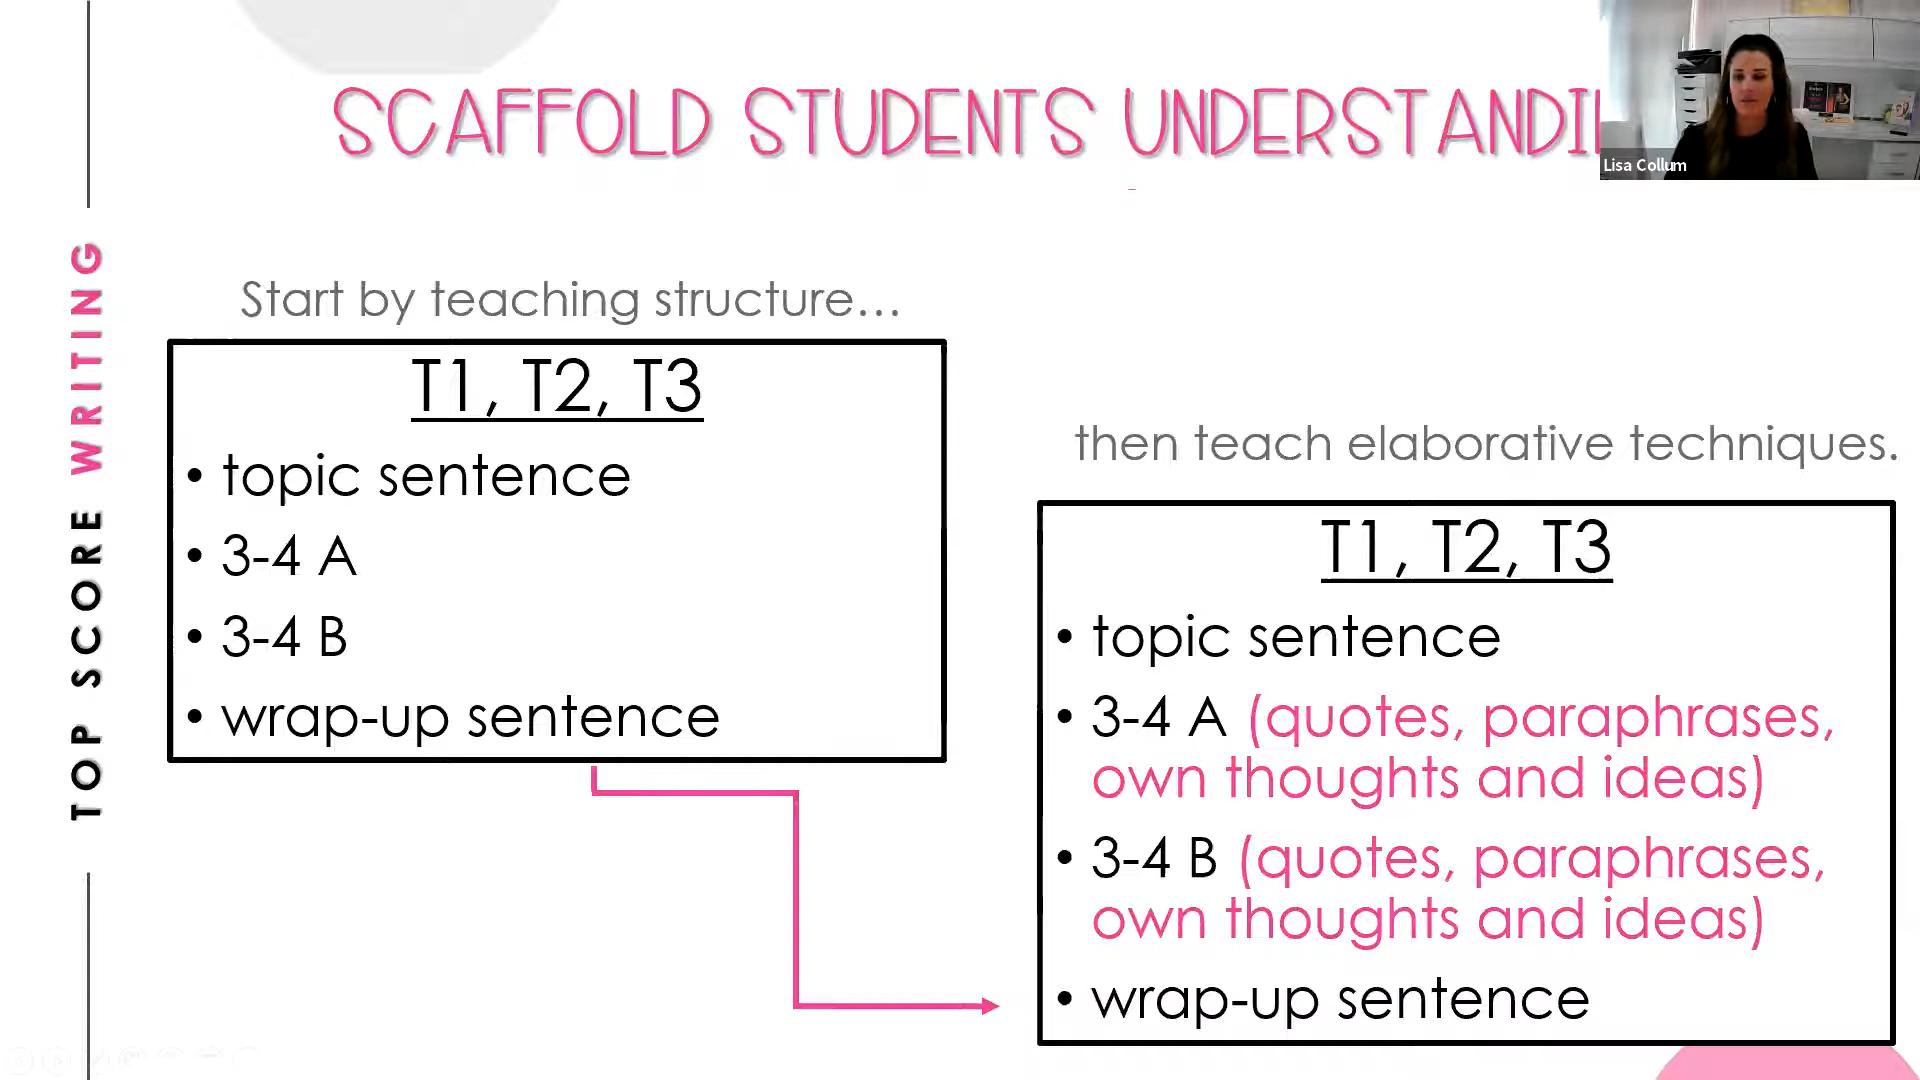 SCAFFOLD STUDENTS UNDERSTANDI
Lisa Collum
TOP SCORE WRITING
Start by teaching structure...
T1, T2, T3
• topic sentence
• 3-4 A
• 3-4 B
• wrap-up sentence
then teach elaborative techniques.
T1, T2, T3
• topic sentence
• 3-4 A (quotes, paraphrases,
own thoughts and ideas)
• 3-4 B (quotes, paraphrases,
own thoughts and ideas)
• wrap-up sentence